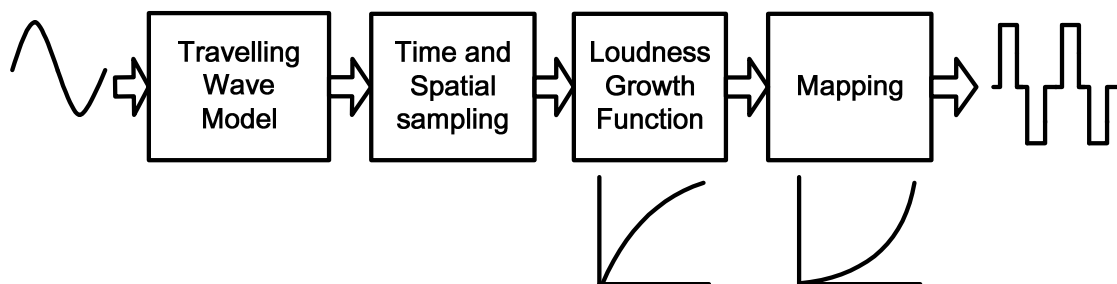 Travelling
Wave
Model
Time and
Spatial
sampling
Loudness
Growth
Function
Mapping